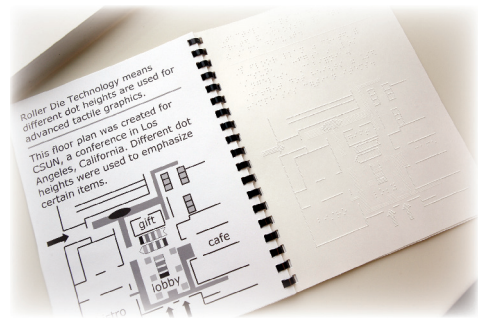 Roller Die Technology means
different dot heights are used for
advanced tactile graphics.
This floor plan was created for
CSUN, a conference in Los
Angeles, California. Different dot
heights were used to emphasize
certain items.
gift
cafe
lobby